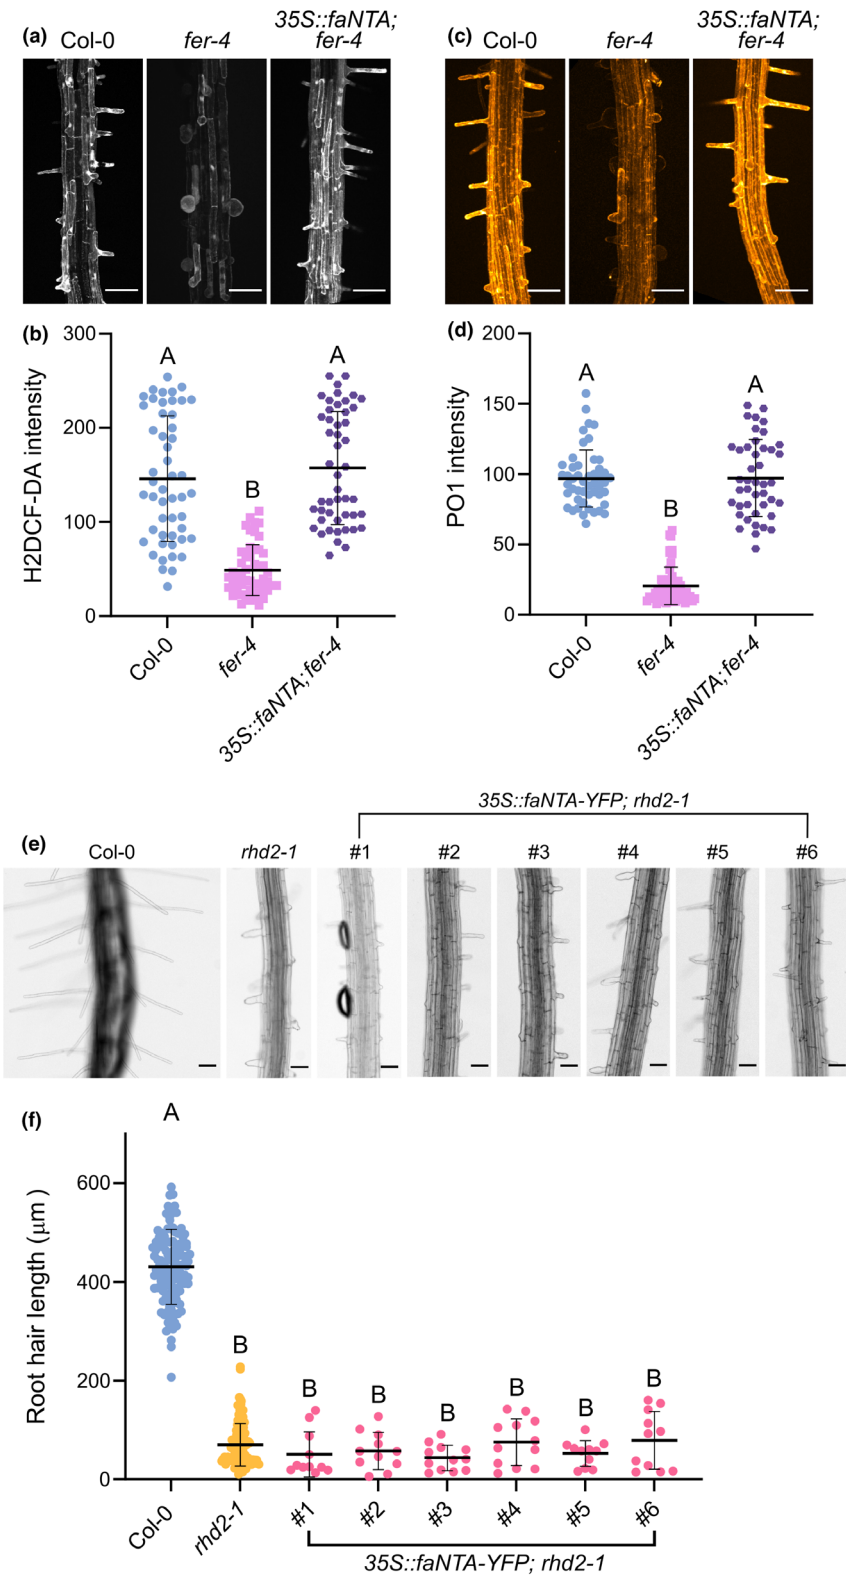 (a)
Col-0
fer-4
35S::faNTA;
fer-4
(c)
Col-0
fer-4
35S::faNTA;
fer-4
(b)
300
200
100
0
H2DCF-DA intensity
A
B
A
Col-0
fer-4
35S::faNTA; fer-4
(d)
200
150
100
50
0
PO1 intensity
A
B
A
Col-0
fer-4
35S::faNTA; fer-4
35S::faNTA-YFP; rhd2-1
(e)
Col-0
rhd2-1
#1
#2
#3
#4
#5
#6
(f)
600
400
200
0
Root hair length (μm )
A
B
B
B
B
B
B
B
Col-0
rhd2-1
#1
#2
#3
#4
#5
#6
35S::faNTA-YFP; rhd2-1